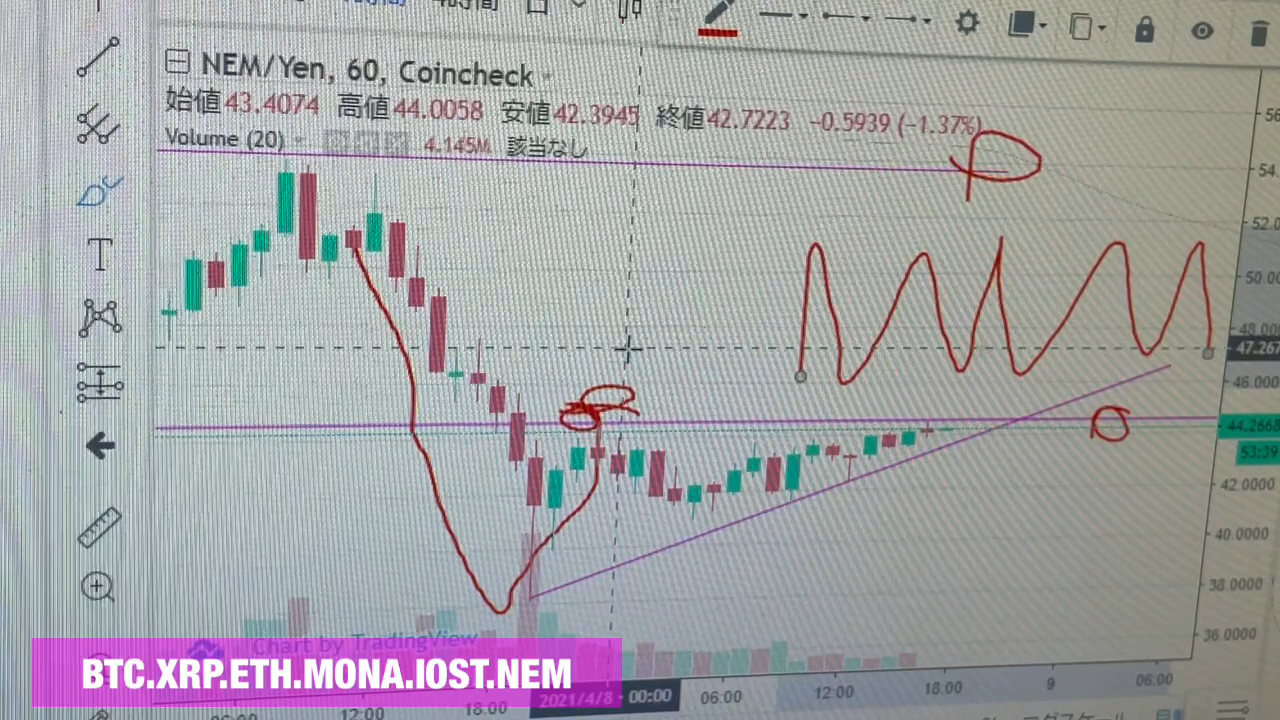 NEM/Yen, 60, Coincheck
始値43.4074 高値44.0058 安値42.3945 終値42.7223 −0.5939 (−1.37%)
Volume (20) 4.145M 該当なし
54.
52.0
50.00
48.00
47.267
46.000
44.2668
53:39
42.0000
40.0000
38.0000
36.0000
Chart by TradingView
BTC.XRP.ETH.MONA.IOST.NEM
12:00 18:00 2021/4/8 - 00:00 06:00 12:00 18:00 9 06:00